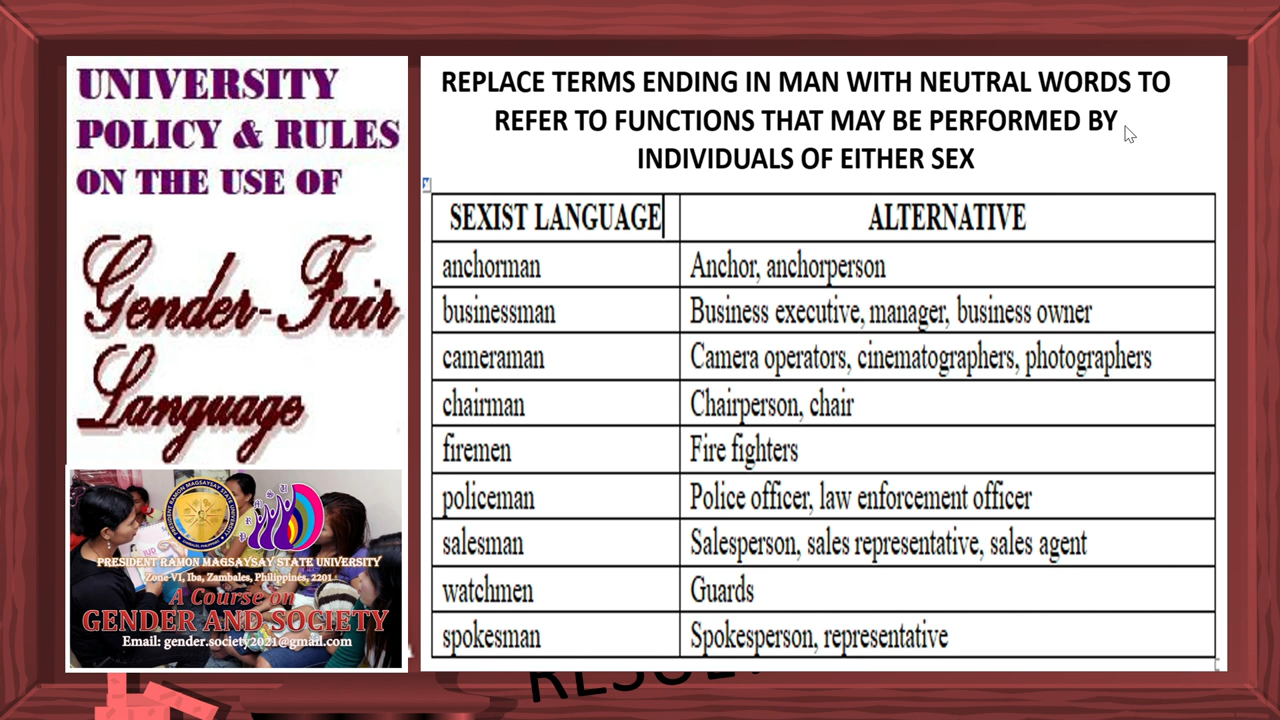 UNIVERSITY
POLICY & RULES
ON THE USE OF
Gender-Fair
Language
PRESIDENT RAMON MAGSAYSAY STATE UNIVERSITY
Zone-VI, Iba, Zambales, Philippines, 2201
A Course on
GENDER AND SOCIETY
Email: gender.society2021@gmail.com
REPLACE TERMS ENDING IN MAN WITH NEUTRAL WORDS TO
REFER TO FUNCTIONS THAT MAY BE PERFORMED BY
INDIVIDUALS OF EITHER SEX
SEXIST LANGUAGE ALTERNATIVE
anchorman Anchor, anchorperson
businessman Business executive, manager, business owner
cameraman Camera operators, cinematographers, photographers
chairman Chairperson, chair
firemen Fire fighters
policeman Police officer, law enforcement officer
salesman Salesperson, sales representative, sales agent
watchmen Guards
spokesman Spokesperson, representative